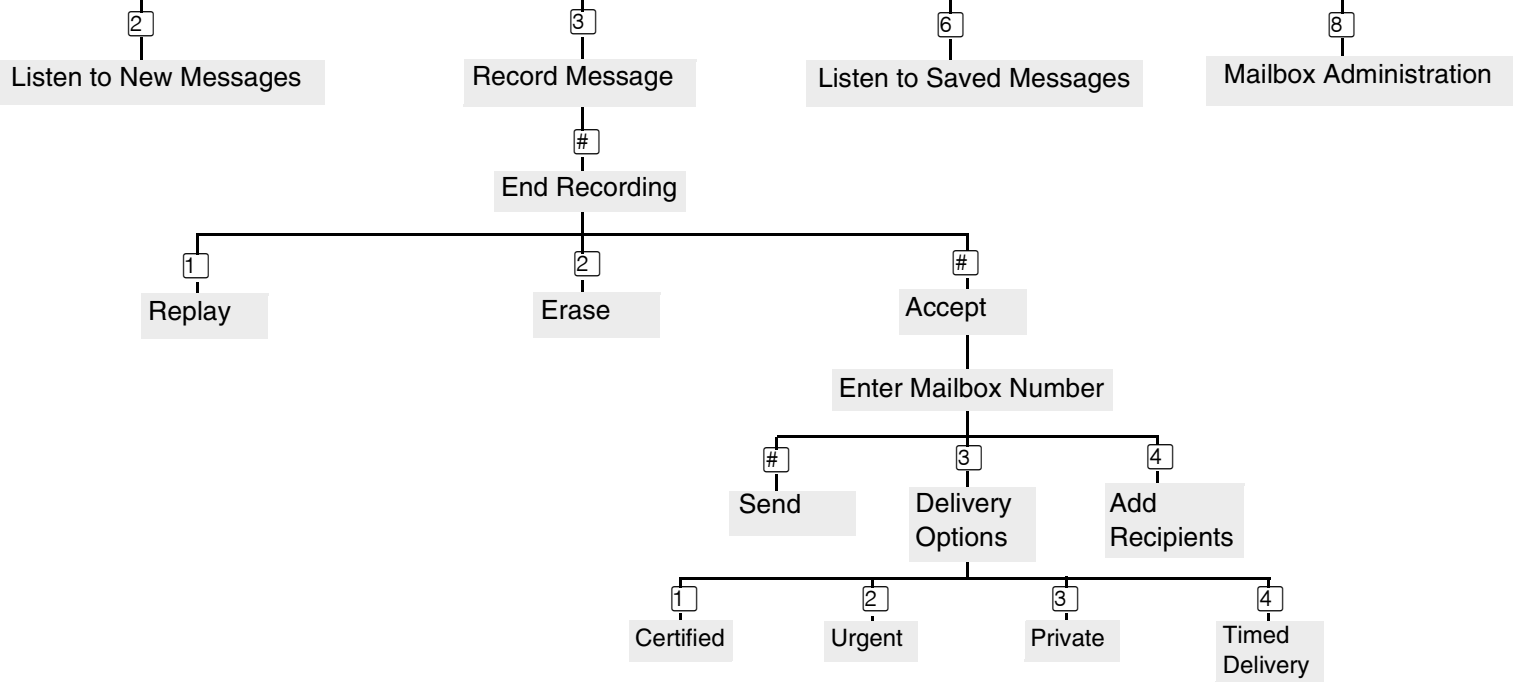 2 3 6 8
Listen to New Messages Record Message Listen to Saved Messages Mailbox Administration
#
End Recording
1 2 #
Replay Erase Accept
Enter Mailbox Number
# 3 4
Send Delivery Add
Options Recipients
1 2 3 4
Certified Urgent Private Timed
Delivery